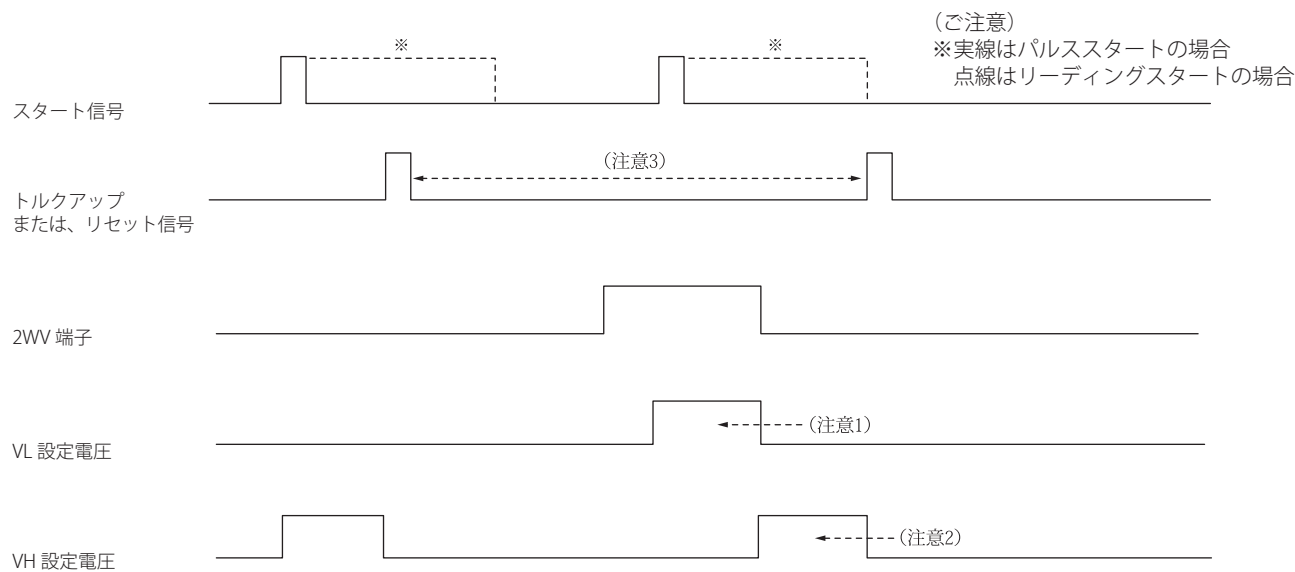 (ご注意)
※実線はパルススタートの場合
点線はリーディングスタートの場合
※
※
スタート信号
(注意3)
トルクアップ
または、リセット信号
2WV 端子
VL 設定電圧
(注意1)
VH 設定電圧
(注意2)